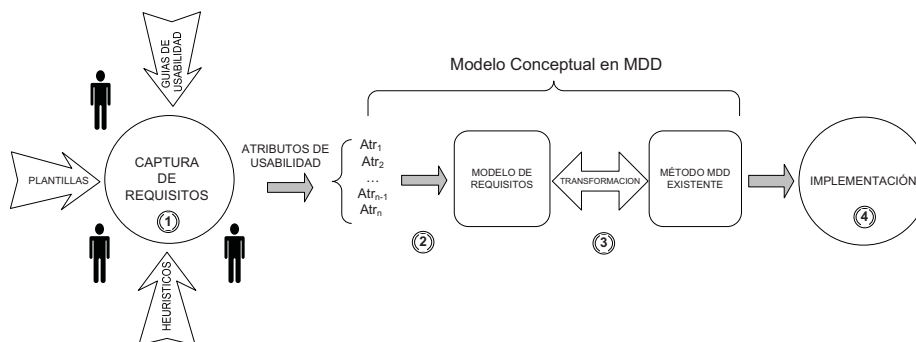 Modelo Conceptual en MDD
GUIAS DE
USABILIDAD
PLANTILLAS
CAPTURA
DE
REQUISITOS
1
HEURISTICOS
ATRIBUTOS DE
USABILIDAD
Atr1
Atr2
...
Atrn-1
Atrn
2
MODELO DE
REQUISITOS
TRANSFORMACION
3
MÉTODO MDD
EXISTENTE
IMPLEMENTACIÓN
4